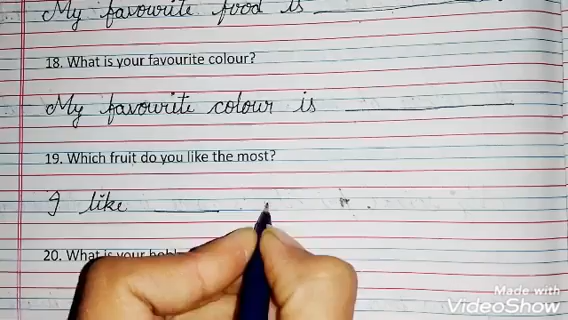 My favourite food is
18. What is your favourite colour?
My favourite colour is
19. Which fruit do you like the most?
I like
20. What is your
Made with
VideoShow